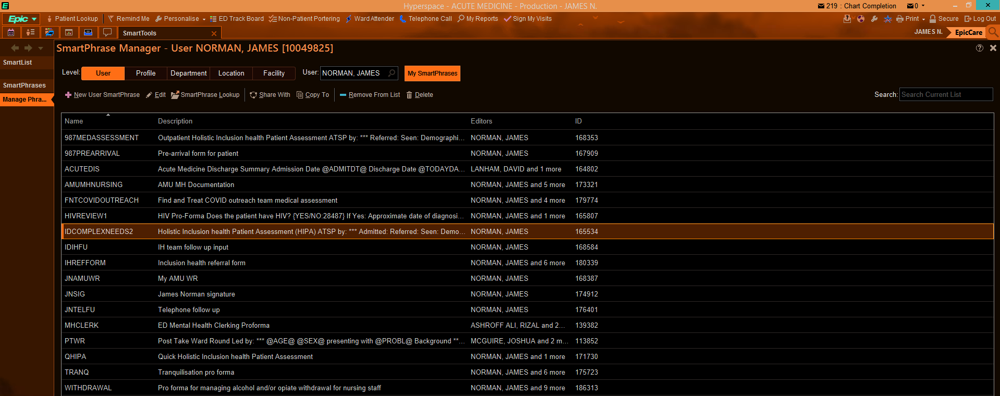 Hyperspace - ACUTE MEDICINE - Production - JAMES N.
219 : Chart Completion 0
Epic Patient Lookup Remind Me Personalise ED Track Board Non-Patient Portering Ward Attender Telephone Call My Reports Sign My Visits Print Secure Log Out
SmartTools JAMES N. EpicCare
SmartPhrase Manager - User NORMAN, JAMES [10049825]
SmartList
SmartPhrases
Manage Phra...
Level: User Profile Department Location Facility User: NORMAN, JAMES My SmartPhrases
New User SmartPhrase Edit SmartPhrase Lookup Share With Copy To Remove From List Delete Search: Search Current List
Name Description Editors ID
987MEDASSESSMENT Outpatient Holistic Inclusion health Patient Assessment ATSP by: *** Referred: Seen: Demographi... NORMAN, JAMES 168353
987PREARRIVAL Pre-arrival form for patient NORMAN, JAMES 167909
ACUTEDIS Acute Medicine Discharge Summary Admission Date @ADMITDT@ Discharge Date @TODAYDA... LANHAM, DAVID and 1 more 164802
AMUMHNURSING AMU MH Documentation NORMAN, JAMES and 5 more 173321
FNTCOVIDOUTREACH Find and Treat COVID outreach team medical assessment NORMAN, JAMES and 4 more 179774
HIVREVIEW1 HIV Pro-Forma Does the patient have HIV? {YES/NO:28487} If Yes: Approximate date of diagnosi... NORMAN, JAMES and 1 more 165807
IDCOMPLEXNEEDS2 Holistic Inclusion health Patient Assessment (HIPA) ATSP by: *** Admitted: Referred: Seen: Demo... NORMAN, JAMES 165534
IDIHFU IH team follow up input NORMAN, JAMES 168584
IHREFFORM Inclusion health referral form NORMAN, JAMES and 6 more 180339
JNAMUWR My AMU WR NORMAN, JAMES 168387
JNSIG James Norman signature NORMAN, JAMES 174912
JNTELFU Telephone follow up NORMAN, JAMES 176401
MHCLERK ED Mental Health Clerking Proforma ASHROFF ALI, RIZAL and 2... 139382
PTWR Post Take Ward Round Led by: *** @AGE@ @SEX@ presenting with @PROBL@ Background **... MCGUIRE, JOSHUA and 2 m... 113852
QHIPA Quick Holistic Inclusion health Patient Assessment NORMAN, JAMES and 1 more 171730
TRANQ Tranquilisation pro forma NORMAN, JAMES and 6 more 175723
WITHDRAWAL Pro forma for managing alcohol and/or opiate withdrawal for nursing staff NORMAN, JAMES and 9 more 186313